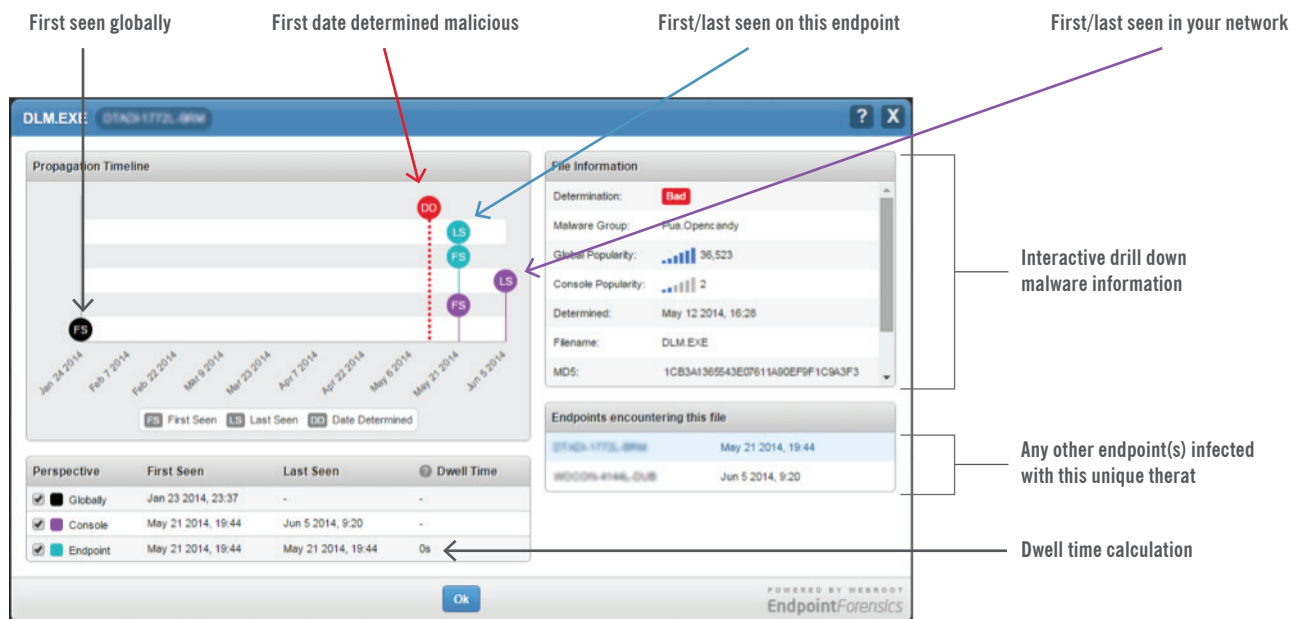 First seen globally
First date determined malicious
First/last seen on this endpoint
First/last seen in your network
DLM.EXE
? X
Propagation Timeline
DD
LS
FS
LS
FS
FS
Jan 24 2014
Feb 7 2014
Feb 22 2014
Mar 9 2014
Mar 23 2014
Apr 7 2014
Apr 22 2014
May 6 2014
May 21 2014
Jun 5 2014
FS First Seen LS Last Seen DD Date Determined
Perspective First Seen Last Seen ? Dwell Time
Globally Jan 23 2014, 23:37 - -
Console May 21 2014, 19:44 Jun 5 2014, 9:20 -
Endpoint May 21 2014, 19:44 May 21 2014, 19:44 0s
File Information
Determination: Bad
Malware Group: Pua.Opencandy
Global Popularity: 36,523
Console Popularity: 2
Determined: May 12 2014, 16:28
Filename: DLM.EXE
MD5: 1CB3A1365543E07611A90EF9F1C9A3F3
Endpoints encountering this file
May 21 2014, 19:44
Jun 5 2014, 9:20
Interactive drill down
malware information
Any other endpoint(s) infected
with this unique therat
Dwell time calculation
Ok
POWERED BY WEBROOT
EndpointForensics